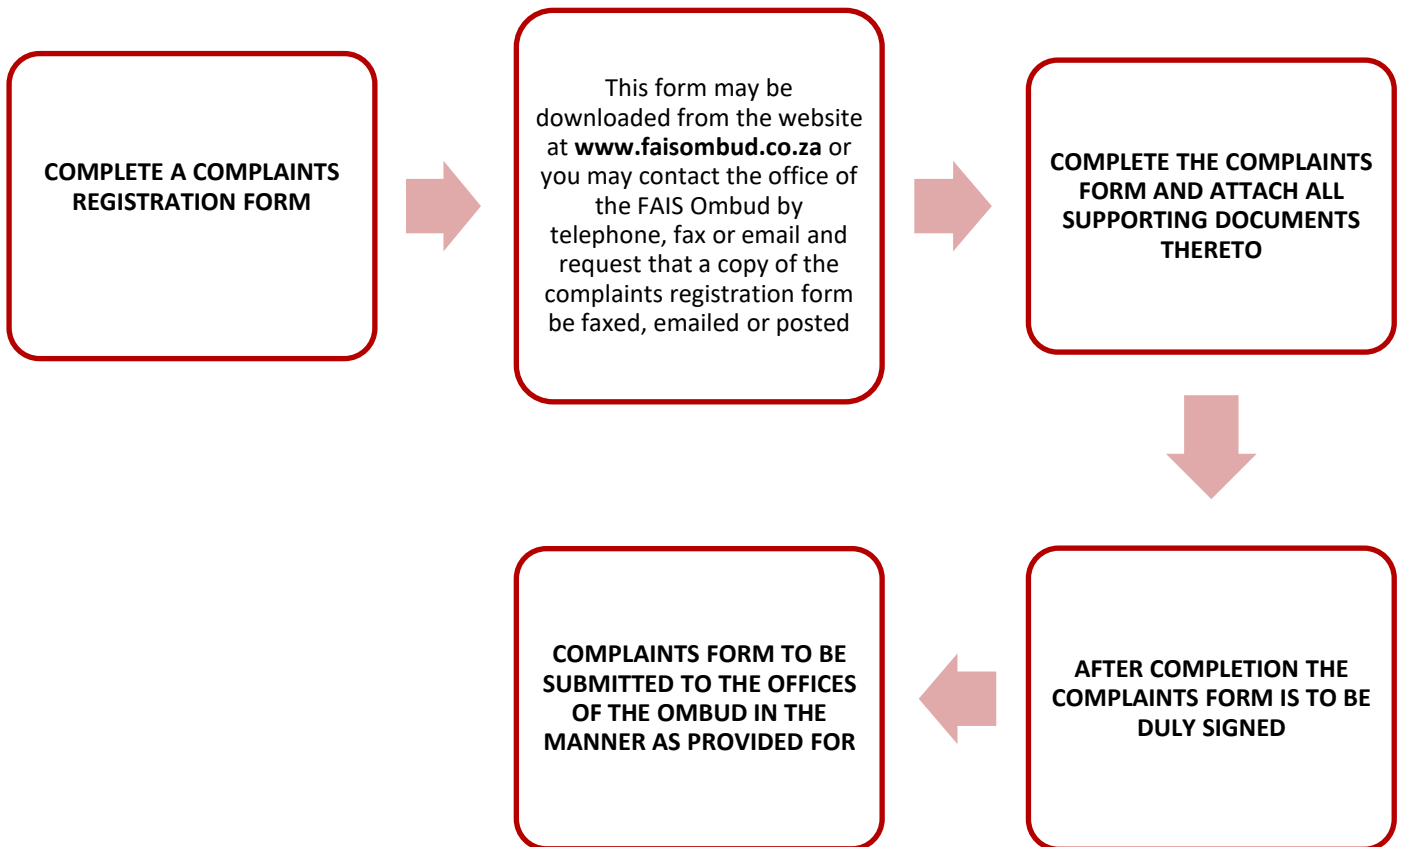 COMPLETE A COMPLAINTS
REGISTRATION FORM
This form may be
downloaded from the website
at www.faisombud.co.za or
you may contact the office of
the FAIS Ombud by
telephone, fax or email and
request that a copy of the
complaints registration form
be faxed, emailed or posted
COMPLETE THE COMPLAINTS
FORM AND ATTACH ALL
SUPPORTING DOCUMENTS
THERETO
AFTER COMPLETION THE
COMPLAINTS FORM IS TO BE
DULY SIGNED
COMPLAINTS FORM TO BE
SUBMITTED TO THE OFFICES
OF THE OMBUD IN THE
MANNER AS PROVIDED FOR